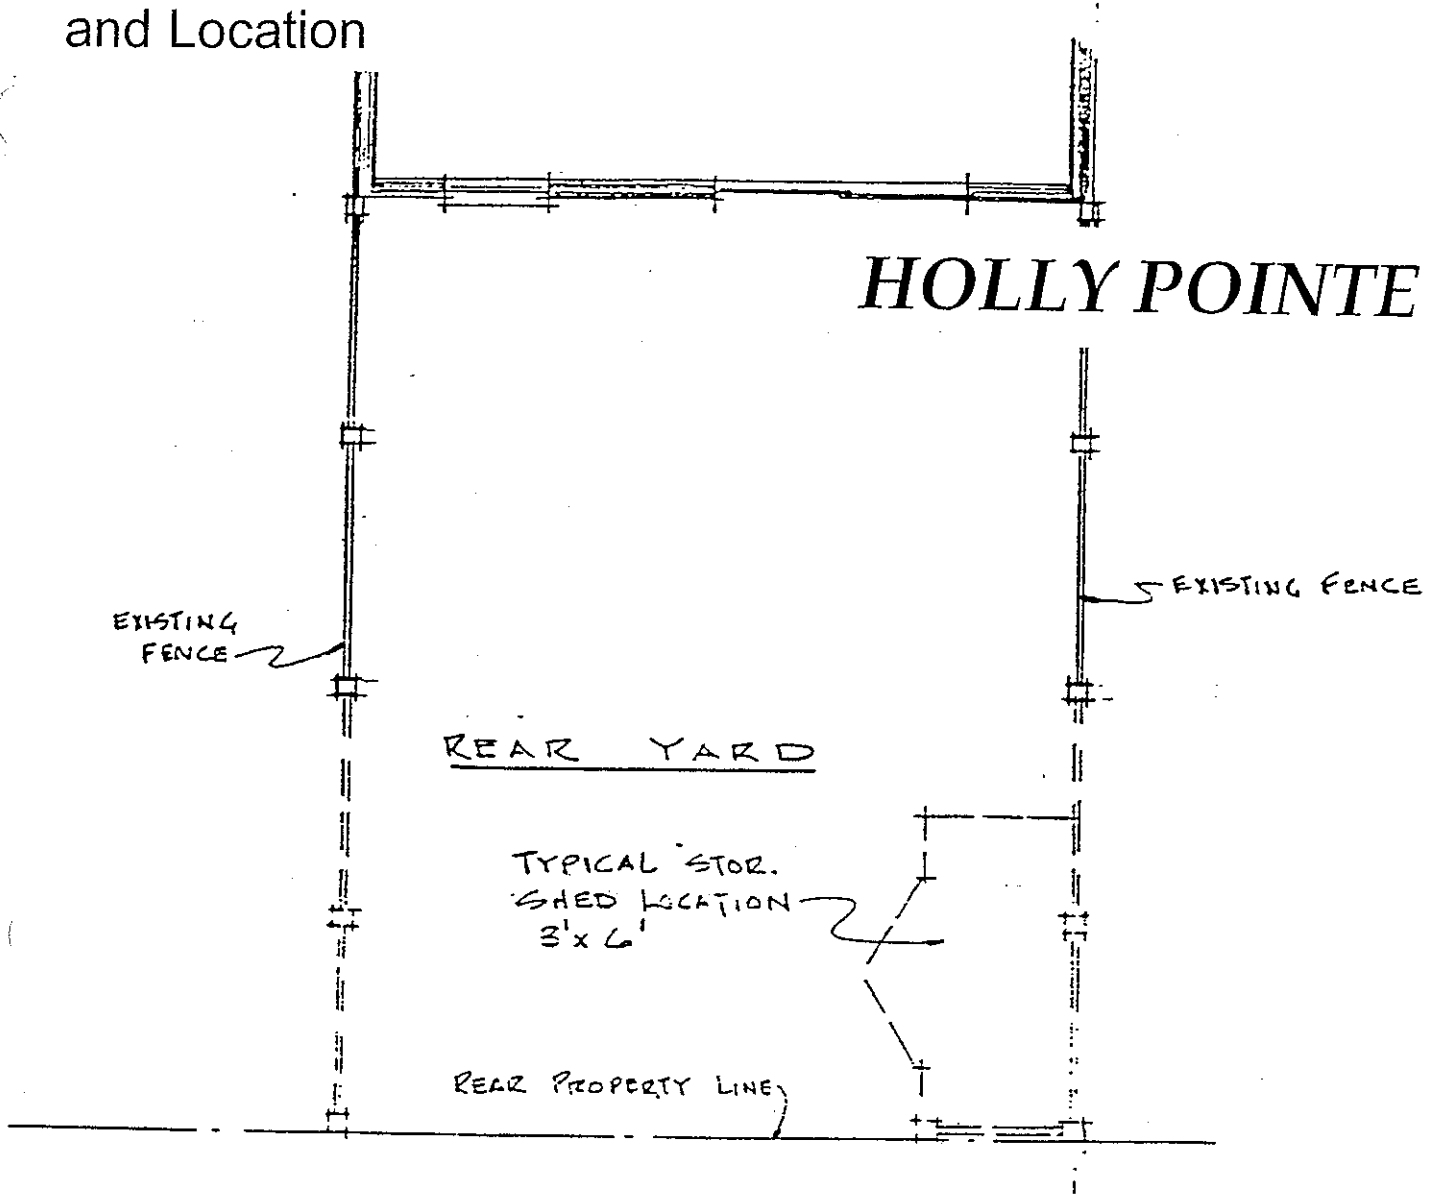 and Location
HOLLY POINTE
EXISTING FENCE
EXISTING
FENCE
REAR YARD
TYPICAL STOR.
SHED LOCATION
3' x 6'
REAR PROPERTY LINE